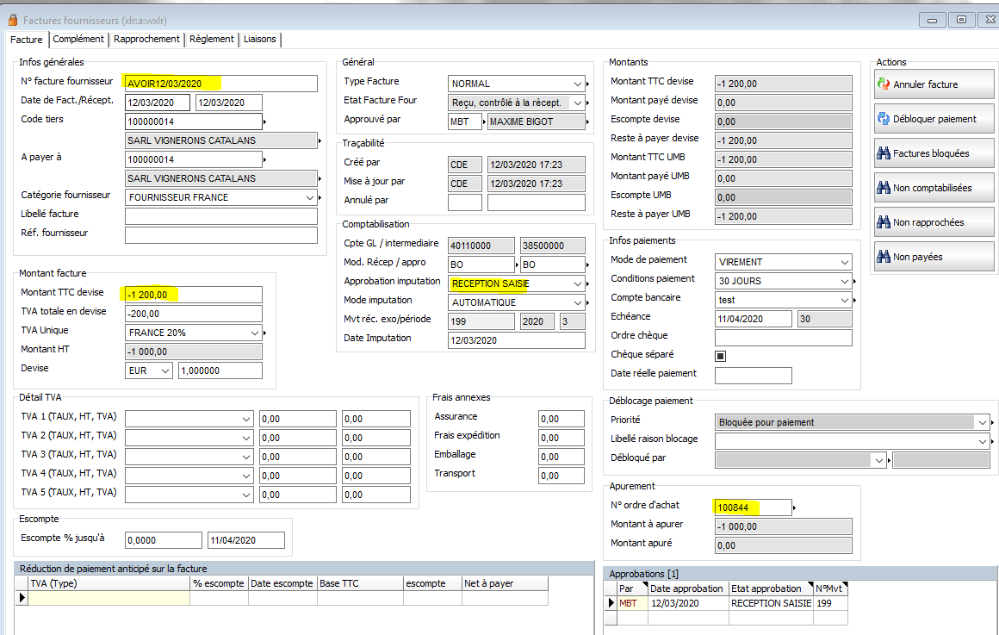 Factures fournisseurs (xlr:a:wxlr)
Facture Complément Rapprochement Règlement Liaisons
Infos générales
N° facture fournisseur AVOIR12/03/2020
Date de Fact./Récept. 12/03/2020 12/03/2020
Code tiers 100000014
SARL VIGNERONS CATALANS
A payer à 100000014
SARL VIGNERONS CATALANS
Catégorie fournisseur FOURNISSEUR FRANCE
Libellé facture
Réf. fournisseur
Montant facture
Montant TTC devise -1 200,00
TVA totale en devise -200,00
TVA Unique FRANCE 20%
Montant HT -1 000,00
Devise EUR 1,000000
Détail TVA
TVA 1 (TAUX, HT, TVA) 0,00 0,00
TVA 2 (TAUX, HT, TVA) 0,00 0,00
TVA 3 (TAUX, HT, TVA) 0,00 0,00
TVA 4 (TAUX, HT, TVA) 0,00 0,00
TVA 5 (TAUX, HT, TVA) 0,00 0,00
Escompte
Escompte % jusqu'à 0,0000 11/04/2020
Réduction de paiement anticipé sur la facture
TVA (Type) % escompte Date escompte Base TTC escompte Net à payer
Général
Type Facture NORMAL
Etat Facture Four Reçu, contrôlé à la récept.
Approuvé par MBT MAXIME BIGOT
Traçabilité
Créé par CDE 12/03/2020 17:23
Mise à jour par CDE 12/03/2020 17:23
Annulé par
Comptabilisation
Cpte GL / intermediaire 40110000 38500000
Mod. Récep / appro BO BO
Approbation imputation RECEPTION SAISIE
Mode imputation AUTOMATIQUE
Mvt réc. exo/période 199 2020 3
Date Imputation 12/03/2020
Frais annexes
Assurance 0,00
Frais expédition 0,00
Emballage 0,00
Transport 0,00
Montants
Montant TTC devise -1 200,00
Montant payé devise 0,00
Escompte devise 0,00
Reste à payer devise -1 200,00
Montant TTC UMB -1 200,00
Montant payé UMB 0,00
Escompte UMB 0,00
Reste à payer UMB -1 200,00
Infos paiements
Mode de paiement VIREMENT
Conditions paiement 30 JOURS
Compte bancaire test
Echéance 11/04/2020 30
Ordre chèque
Chèque séparé
Date réelle paiement
Déblocage paiement
Priorité Bloquée pour paiement
Libellé raison blocage
Débloqué par
Apurement
N° ordre d'achat 100844
Montant à apurer -1 000,00
Montant apuré 0,00
Approbations [1]
Par Date approbation Etat approbation N°Mvt
MBT 12/03/2020 RECEPTION SAISIE 199
Actions
Annuler facture
Débloquer paiement
Factures bloquées
Non comptabilisées
Non rapprochées
Non payées